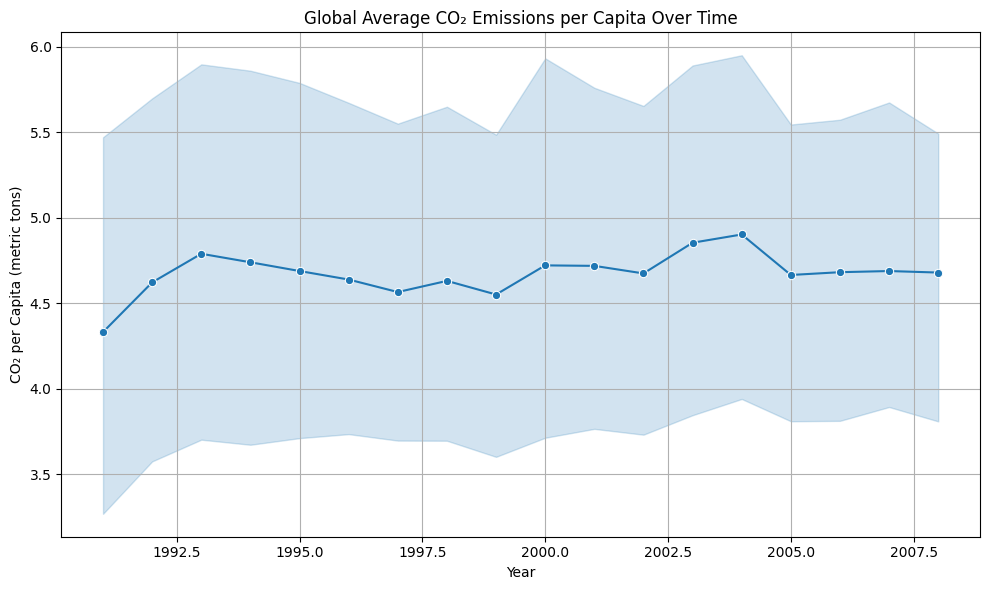 Global Average CO₂ Emissions per Capita Over Time
CO₂ per Capita (metric tons)
6.0
5.5
5.0
4.5
4.0
3.5
1992.5 1995.0 1997.5 2000.0 2002.5 2005.0 2007.5
Year